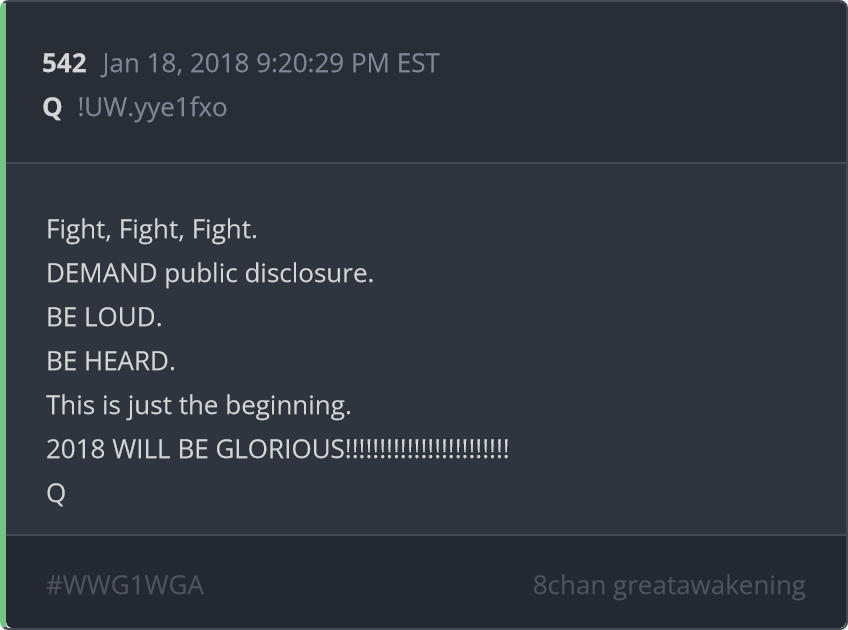 542 Jan 18, 2018 9:20:29 PM EST
Q !UW.yye1fxo
Fight, Fight, Fight.
DEMAND public disclosure.
BE LOUD.
BE HEARD.
This is just the beginning.
2018 WILL BE GLORIOUS!!!!!!!!!!!!!!!!!!!!!!!!
Q
#WWG1WGA 8chan greatawakening